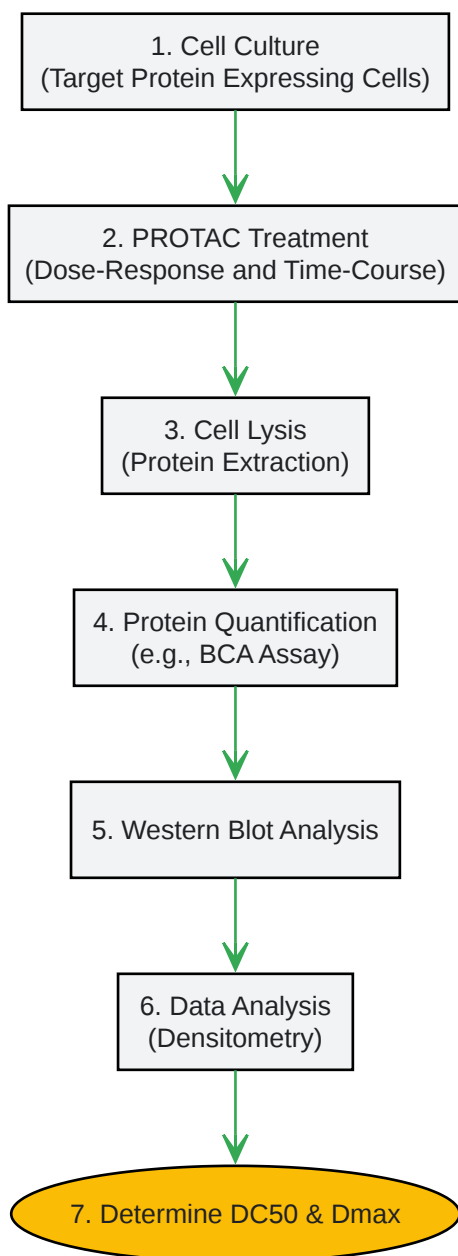 1. Cell Culture
(Target Protein Expressing Cells)
2. PROTAC Treatment
(Dose-Response and Time-Course)
3. Cell Lysis
(Protein Extraction)
4. Protein Quantification
(e.g., BCA Assay)
5. Western Blot Analysis
6. Data Analysis
(Densitometry)
7. Determine DC50 & Dmax